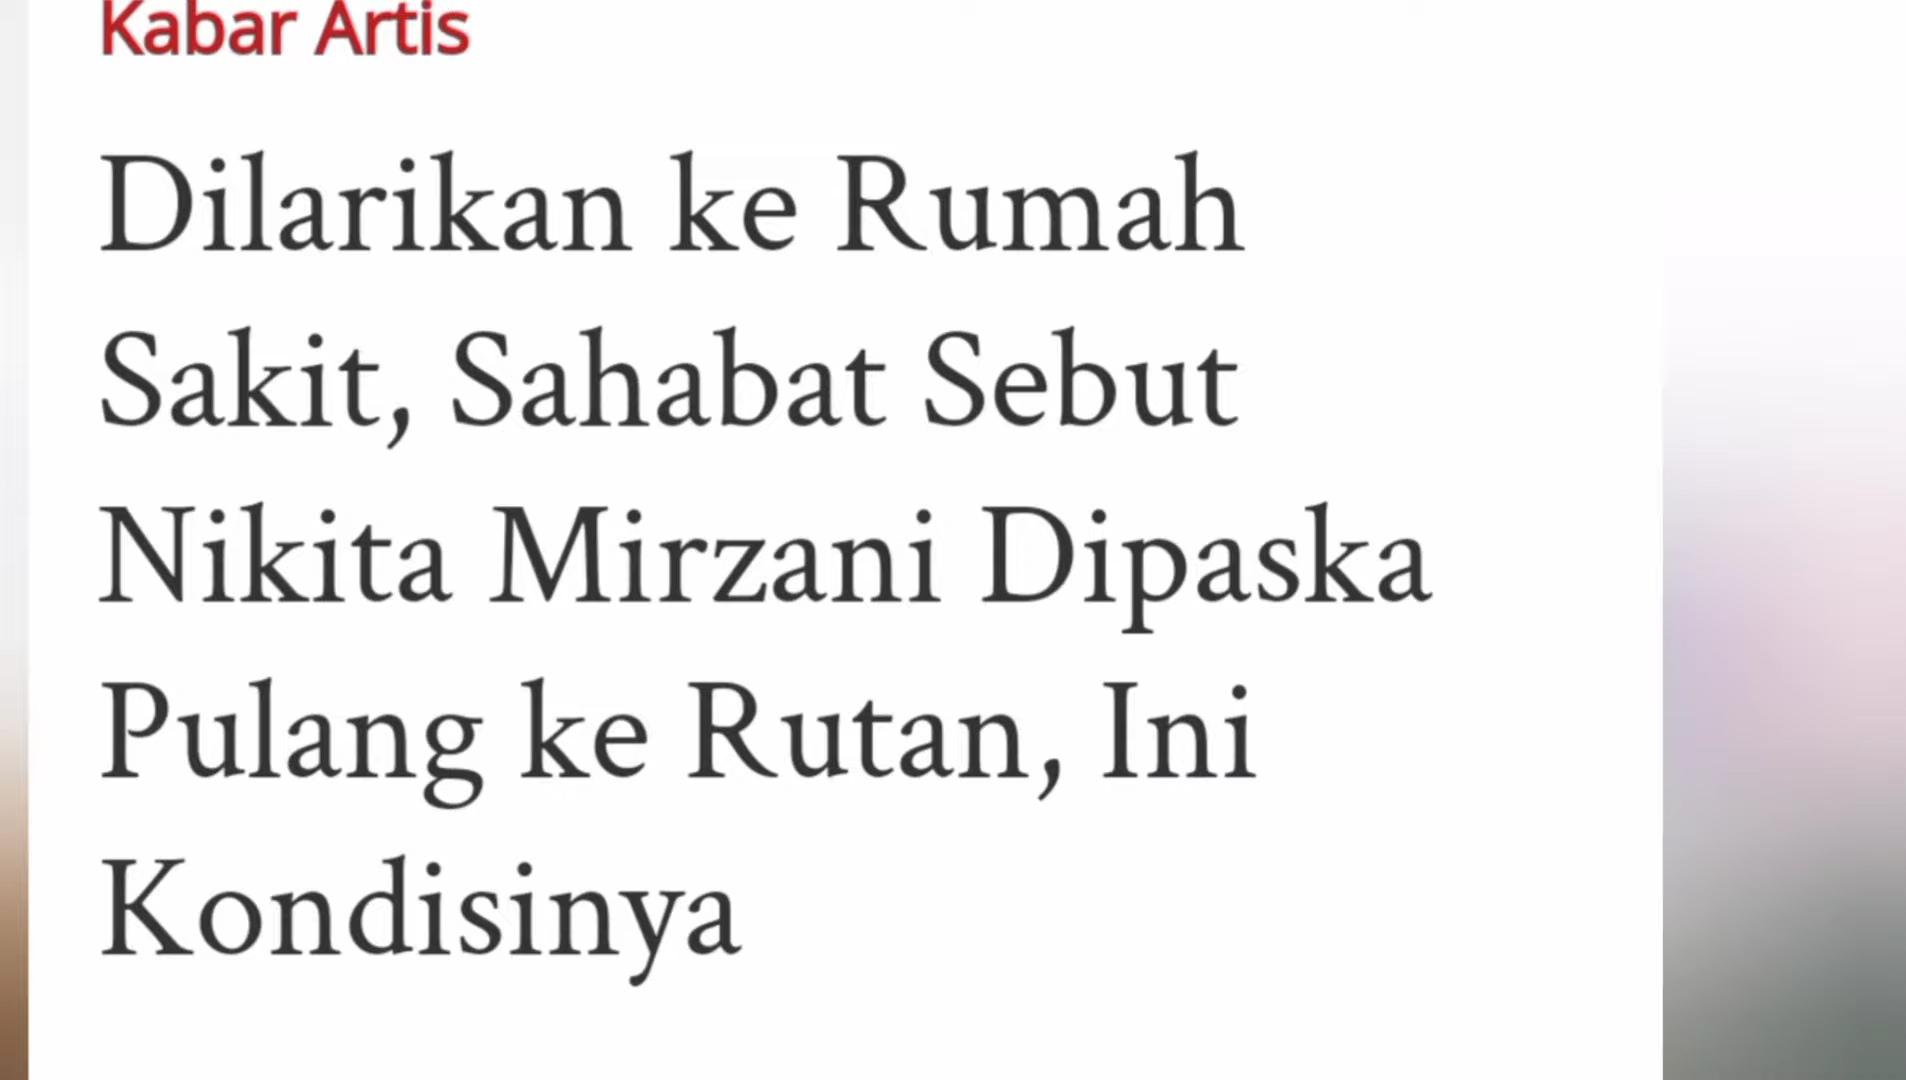 Kabar Artis
Dilarikan ke Rumah
Sakit, Sahabat Sebut
Nikita Mirzani Dipaska
Pulang ke Rutan, Ini
Kondisinya